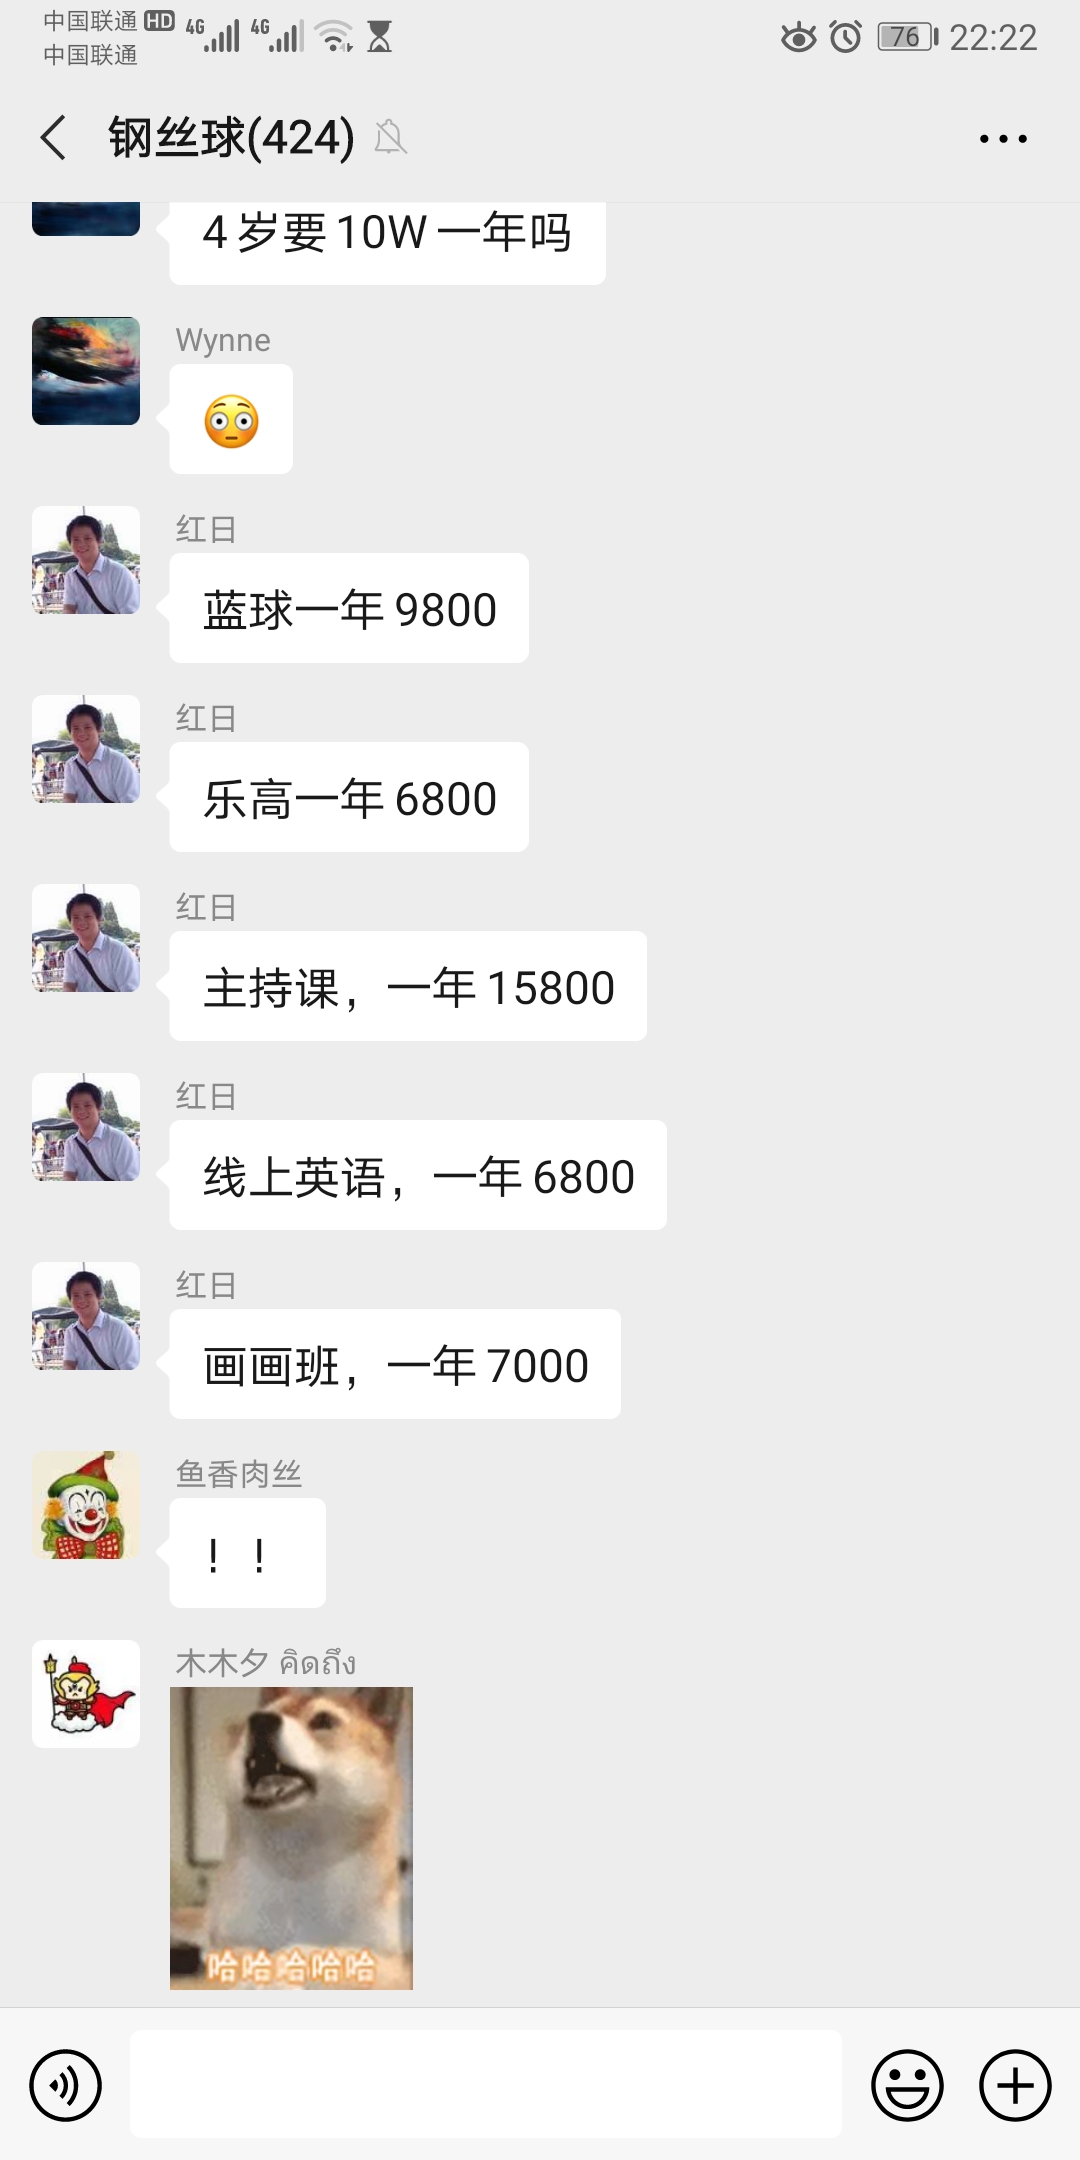 中国联通 HD 4G 4G 76 22:22
中国联通
钢丝球(424)
4岁要10W一年吗
Wynne
红日
蓝球一年9800
红日
乐高一年6800
红日
主持课，一年15800
红日
线上英语，一年6800
红日
画画班，一年7000
鱼香肉丝
！！
木木夕 คิดถึง
哈哈哈哈哈